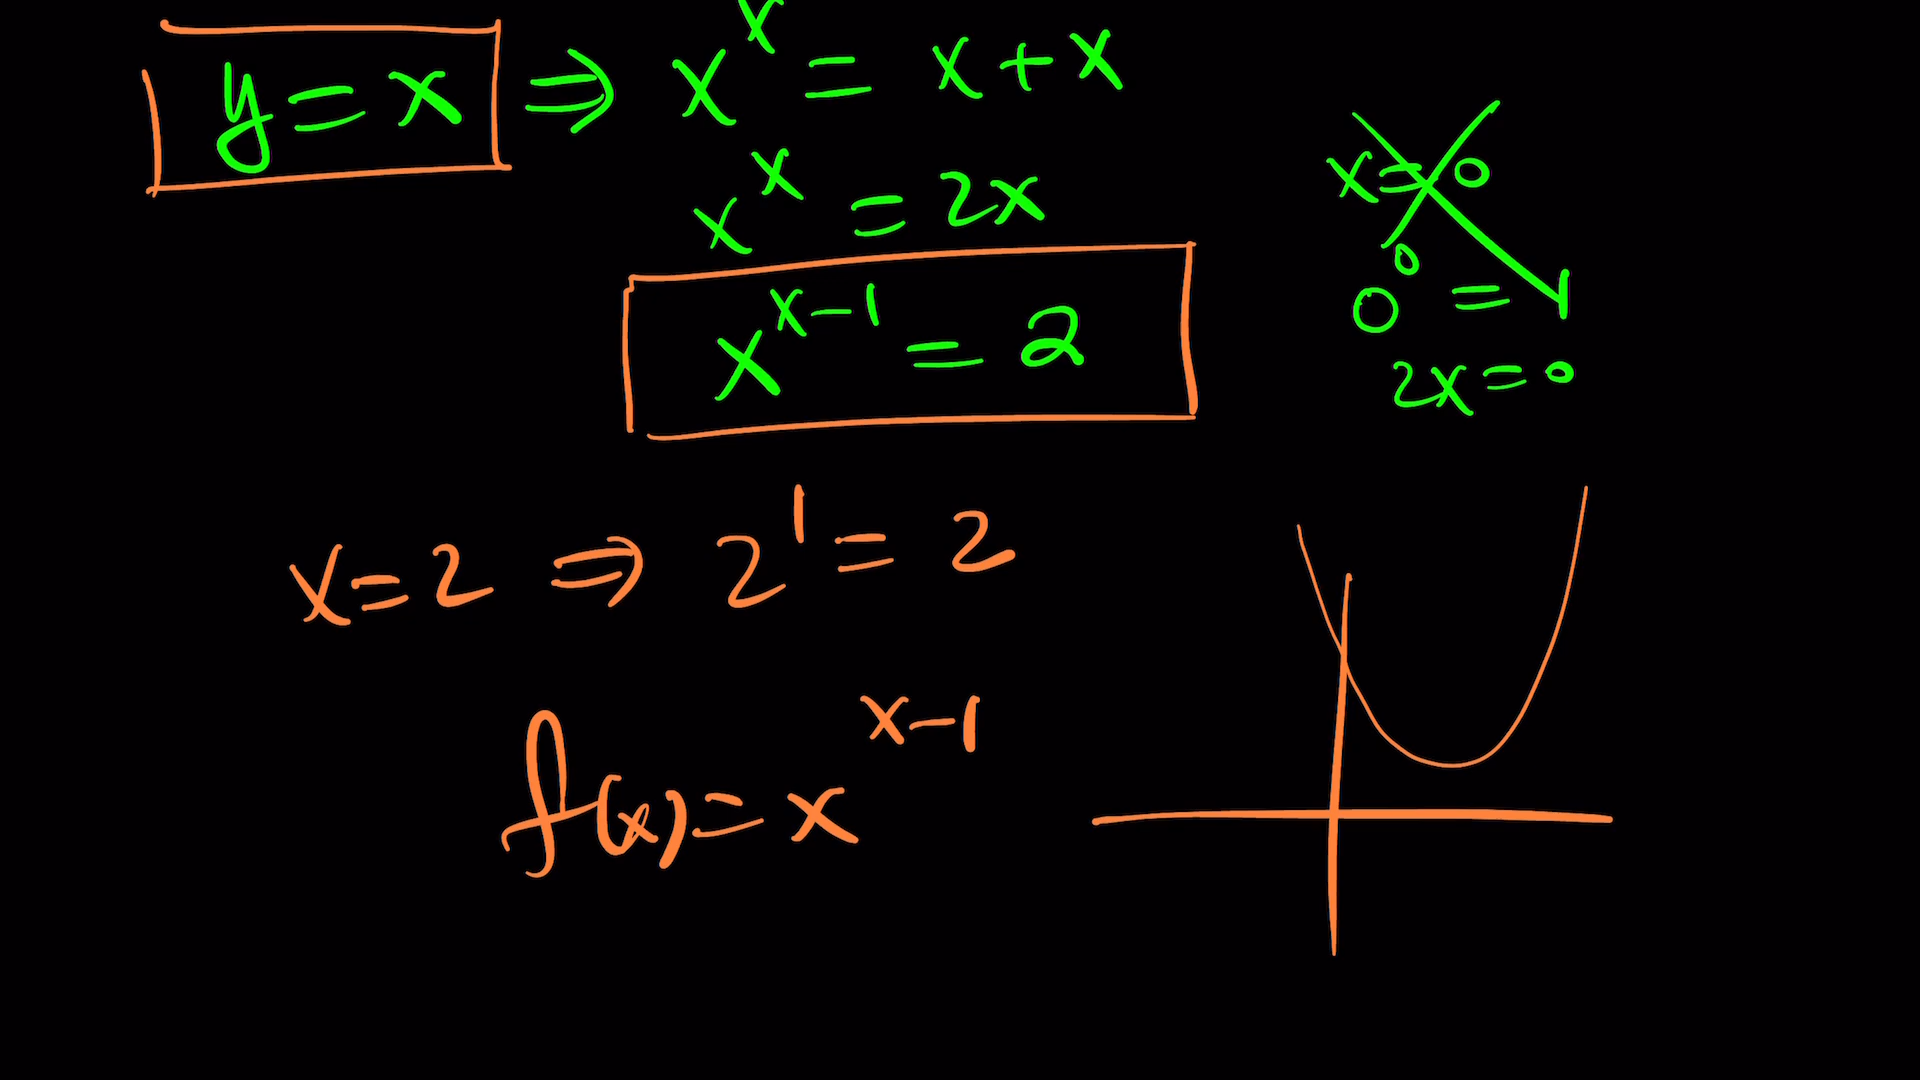 y = x ⇒ x^x = x + x
x^x = 2x
x^(x-1) = 2
x = 0
0^0 = 1
2x = 0
x = 2 ⇒ 2^1 = 2
f(x) = x^(x-1)